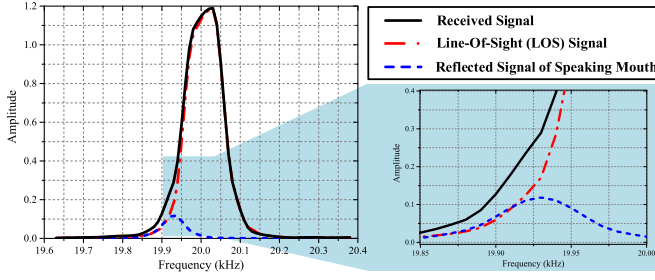 Received Signal
Line-Of-Sight (LOS) Signal
Reflected Signal of Speaking Mouth
Amplitude
1.2
1.0
0.8
0.6
0.4
0.2
0.0
19.6 19.7 19.8 19.9 20.0 20.1 20.2 20.3 20.4
Frequency (kHz)
Amplitude
0.4
0.3
0.2
0.1
0.0
19.85 19.90 19.95 20.00
Frequency (kHz)